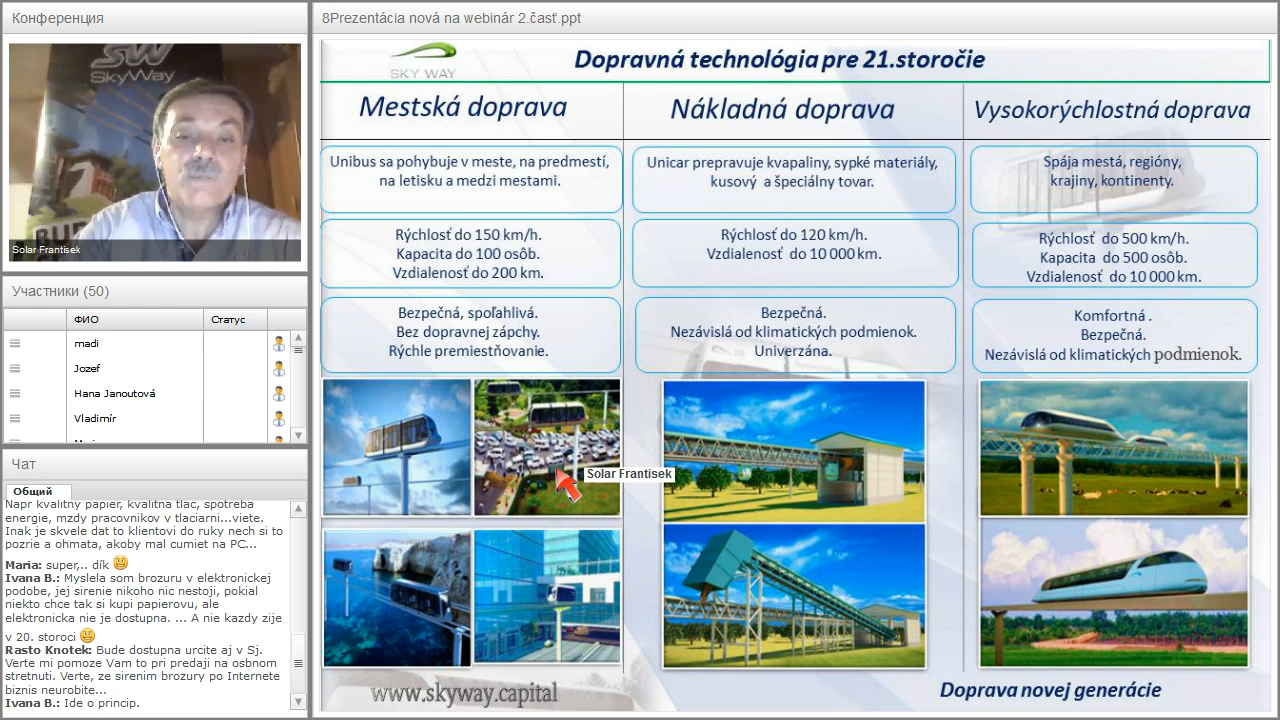 Конференция
SW
SkyWay
Solar Frantisek
Участники (50)
ФИО
Статус
madi
Jozef
Hana Janoutová
Vladimír
Чат
Общий
Napr kvalitny papier, kvalitna tlac, spotreba
energie, mzdy pracovnikov v tlaciarni...viete.
Inak je skvele dat to klientovi do ruky nech si to
pozrie a ohmata, akoby mal cumiet na PC...
Maria: super,.. dík
Ivana B.: Myslela som brozuru v elektronickej
podobe, jej sirenie nikoho nic nestoji, pokial
niekto chce tak si kupi papierovu, ale
elektronicka nie je dostupna. ... A nie kazdy zije
v 20. storoci
Rasto Knotek: Bude dostupna urcite aj v Sj.
Verte mi pomoze Vam to pri predaji na osbnom
stretnuti. Verte, ze sirenim brozury po Internete
biznis neurobite...
Ivana B.: Ide o princip.
8Prezentácia nová na webinár 2.časť.ppt
SKY WAY
Dopravná technológia pre 21.storočie
Mestská doprava
Unibus sa pohybuje v meste, na predmestí,
na letisku a medzi mestami.
Rýchlosť do 150 km/h.
Kapacita do 100 osôb.
Vzdialenosť do 200 km.
Bezpečná, spoľahlivá.
Bez dopravnej zápchy.
Rýchle premiestňovanie.
Nákladná doprava
Unicar prepravuje kvapaliny, sypké materiály,
kusový a špeciálny tovar.
Rýchlosť do 120 km/h.
Vzdialenosť do 10 000 km.
Bezpečná.
Nezávislá od klimatických podmienok.
Univerzána.
Vysokorýchlostná doprava
Spája mestá, regióny,
krajiny, kontinenty.
Rýchlosť do 500 km/h.
Kapacita do 500 osôb.
Vzdialenosť do 10 000 km.
Komfortná .
Bezpečná.
Nezávislá od klimatických podmienok.
Solar Frantisek
www.skyway.capital
Doprava novej generácie